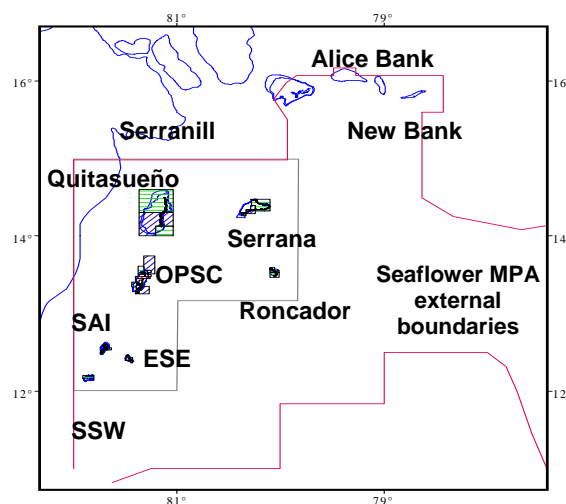 81°
79°
Alice Bank
16°
16°
Serranill
New Bank
Quitasueño
14°
Serrana
14°
OPSC
Seaflower MPA
external
boundaries
Roncador
SAI
ESE
12°
12°
SSW
81°
79°